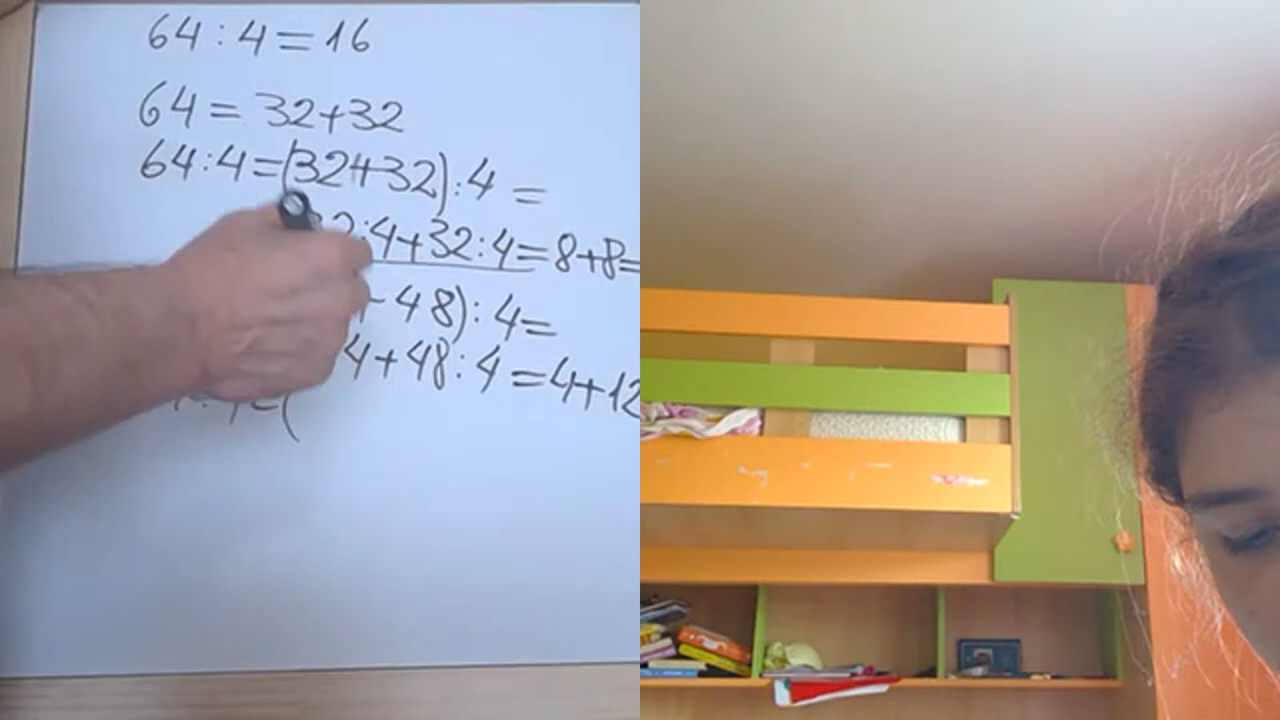 64 : 4 = 16
64 = 32+32
64:4=(32+32):4 =
:4+32:4=8+8=
48): 4=
4+48:4=4+12